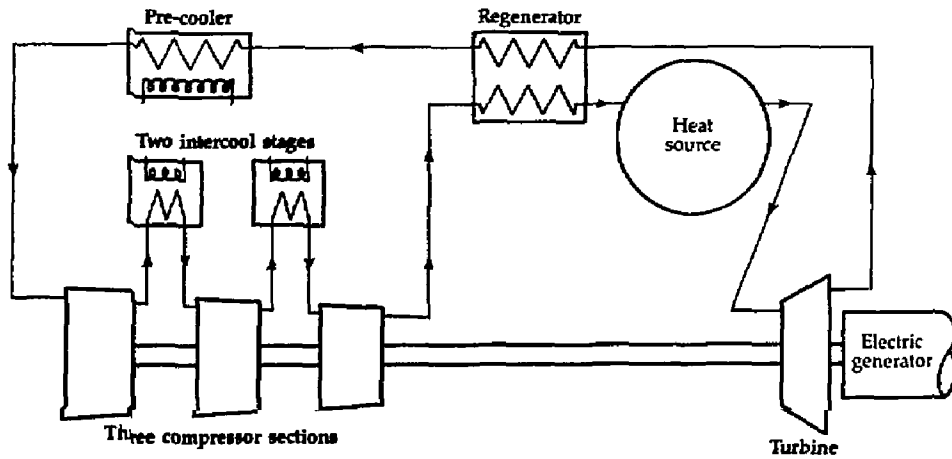 Pre-cooler
Regenerator
Heat
source
Two intercool stages
Electric
generator
Three compressor sections
Turbine